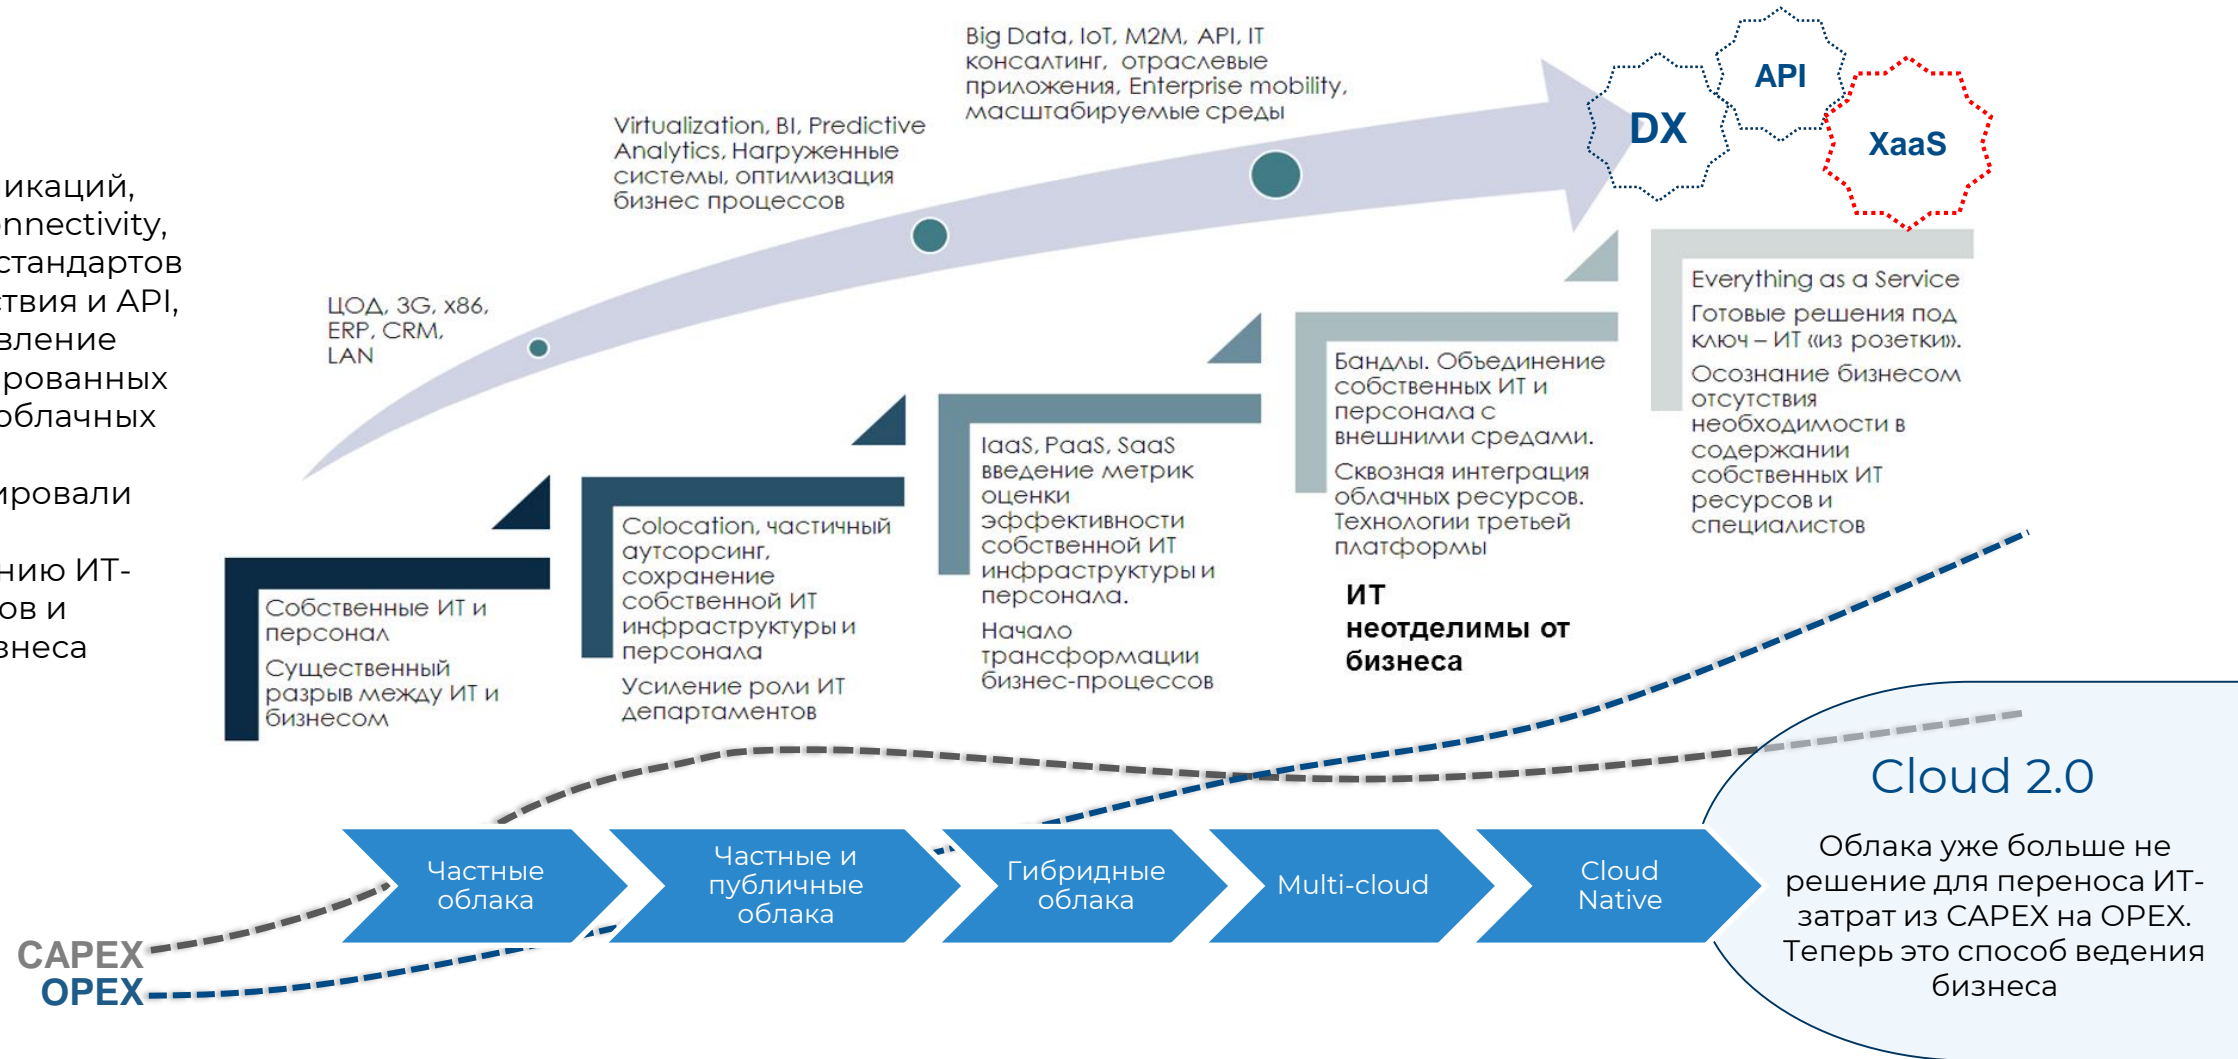 Big Data, IoT, M2M, API, IT
консалтинг, отраслевые
приложения, Enterprise mobility,
масштабируемые среды
DX
API
XaaS
Virtualization, BI, Predictive
Analytics, Нагруженные
системы, оптимизация
бизнес процессов
ЦОД, 3G, x86,
ERP, CRM,
LAN
икаций,
nnectivity,
стандартов
ствия и API,
вление
рованных
облачных
ировали
нию ИТ-
ов и
знеса
Собственные ИТ и
персонал
Существенный
разрыв между ИТ и
бизнесом
Colocation, частичный
аутсорсинг,
сохранение
собственной ИТ
инфраструктуры и
персонала
Усиление роли ИТ
департаментов
IaaS, PaaS, SaaS
введение метрик
оценки
эффективности
собственной ИТ
инфраструктуры и
персонала.
Начало
трансформации
бизнес-процессов
Бандлы. Объединение
собственных ИТ и
персонала с
внешними средами.
Сквозная интеграция
облачных ресурсов.
Технологии третьей
платформы
ИТ
неотделимы от
бизнеса
Everything as a Service
Готовые решения под
ключ – ИТ «из розетки».
Осознание бизнесом
отсутствия
необходимости в
содержании
собственных ИТ
ресурсов и
специалистов
CAPEX
OPEX
Частные
облака
Частные и
публичные
облака
Гибридные
облака
Multi-cloud
Cloud
Native
Cloud 2.0
Облака уже больше не
решение для переноса ИТ-
затрат из CAPEX на OPEX.
Теперь это способ ведения
бизнеса